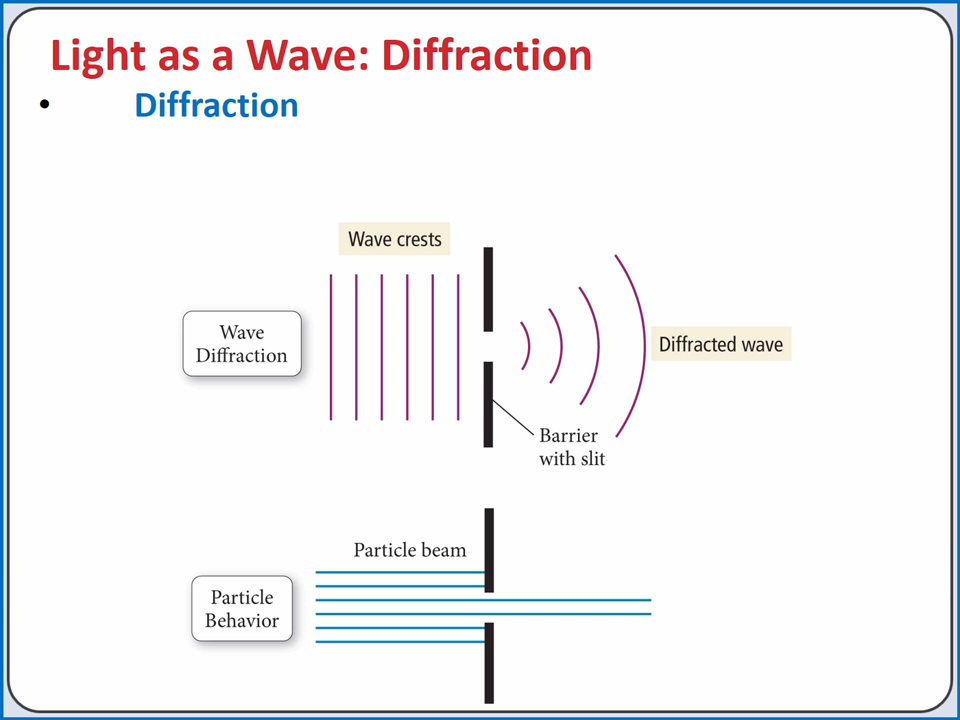 Light as a Wave: Diffraction
• Diffraction
Wave crests
Wave
Diffraction
Diffracted wave
Barrier
with slit
Particle beam
Particle
Behavior